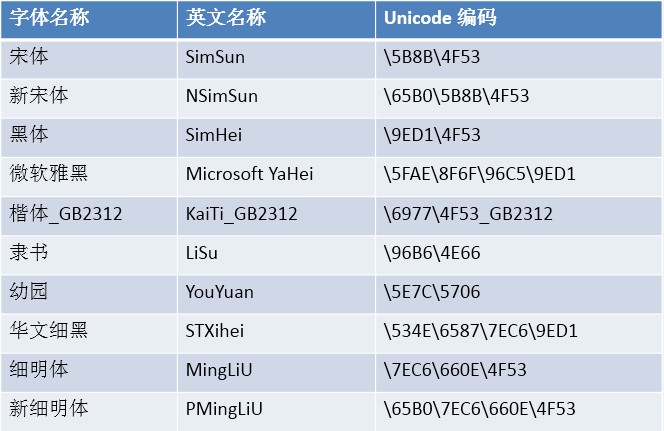 字体名称 英文名称 Unicode 编码
宋体 SimSun \5B8B\4F53
新宋体 NSimSun \65B0\5B8B\4F53
黑体 SimHei \9ED1\4F53
微软雅黑 Microsoft YaHei \5FAE\8F6F\96C5\9ED1
楷体_GB2312 KaiTi_GB2312 \6977\4F53_GB2312
隶书 LiSu \96B6\4E66
幼园 YouYuan \5E7C\5706
华文细黑 STXihei \534E\6587\7EC6\9ED1
细明体 MingLiU \7EC6\660E\4F53
新细明体 PMingLiU \65B0\7EC6\660E\4F53